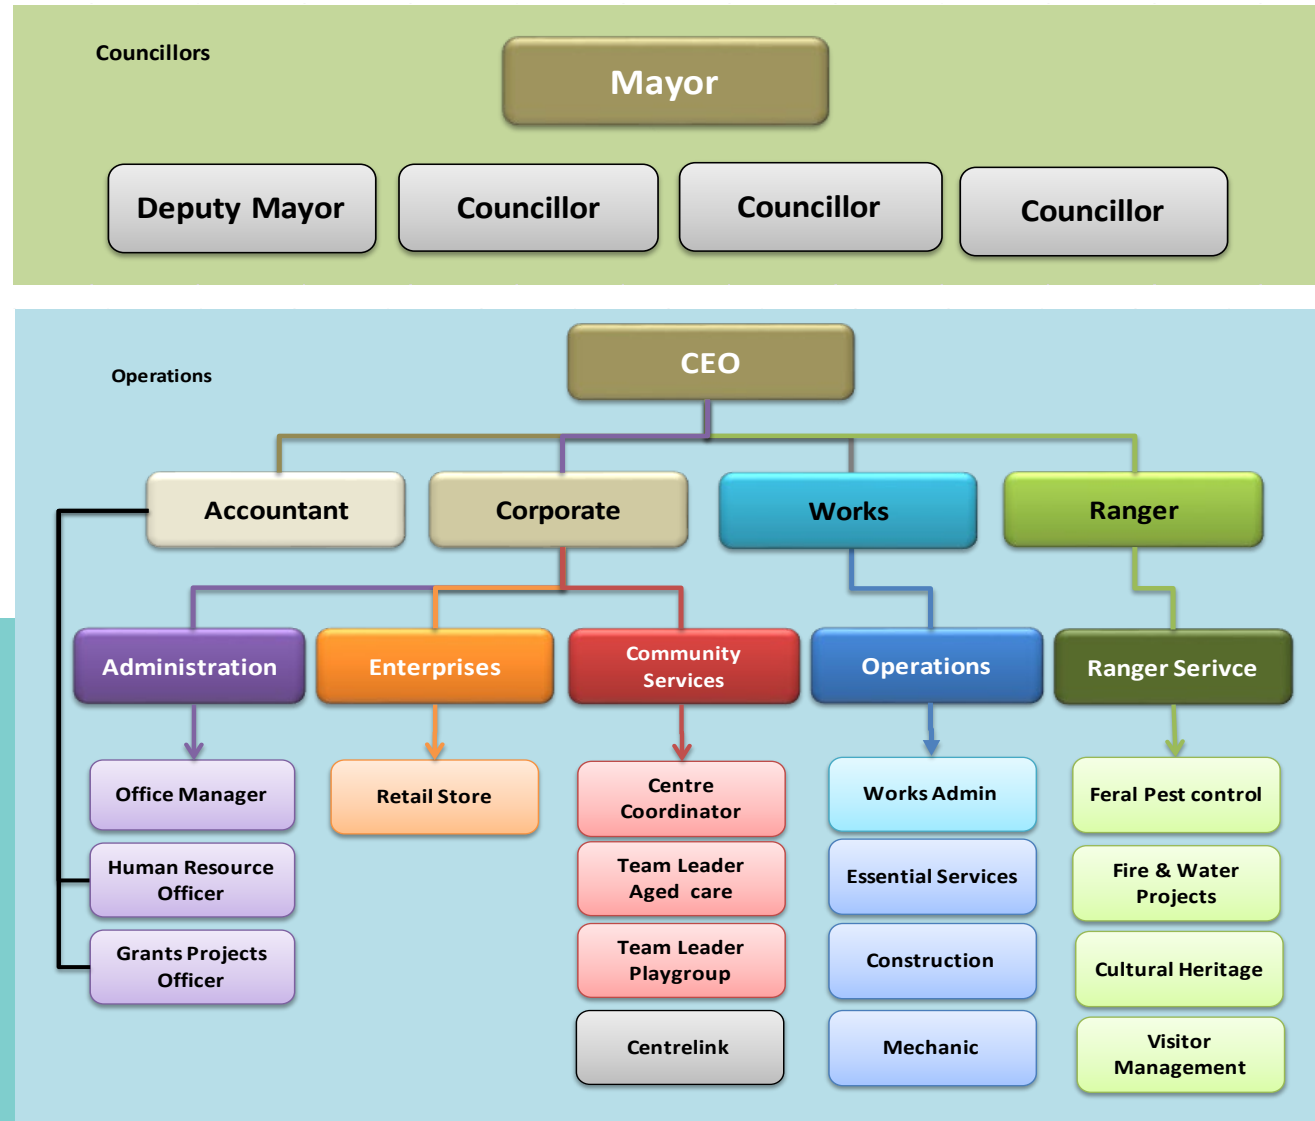 Councillors
Mayor
Deputy Mayor
Councillor
Councillor
Councillor
Operations
CEO
Accountant
Corporate
Works
Ranger
Administration
Enterprises
Community
Services
Operations
Ranger Serivce
Office Manager
Human Resource
Officer
Grants Projects
Officer
Retail Store
Centre
Coordinator
Team Leader
Aged care
Team Leader
Playgroup
Centrelink
Works Admin
Essential Services
Construction
Mechanic
Feral Pest control
Fire & Water
Projects
Cultural Heritage
Visitor
Management